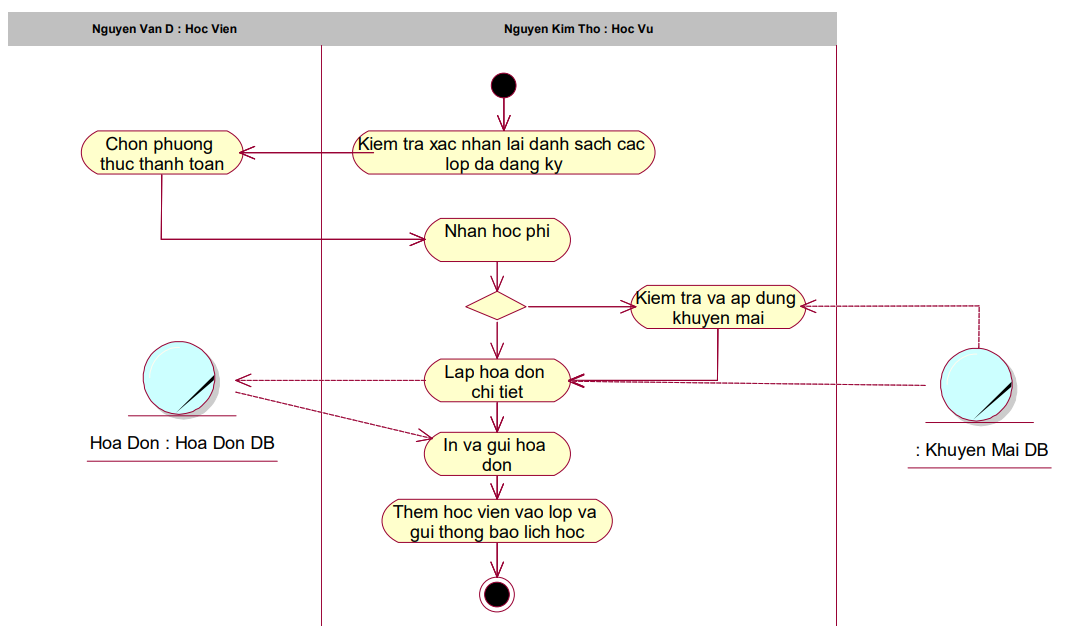 Nguyen Van D : Hoc Vien
Nguyen Kim Tho : Hoc Vu
Kiem tra xac nhan lai danh sach cac
lop da dang ky
Chon phuong
thuc thanh toan
Nhan hoc phi
Kiem tra va ap dung
khuyen mai
Lap hoa don
chi tiet
Hoa Don : Hoa Don DB
: Khuyen Mai DB
In va gui hoa
don
Them hoc vien vao lop va
gui thong bao lich hoc